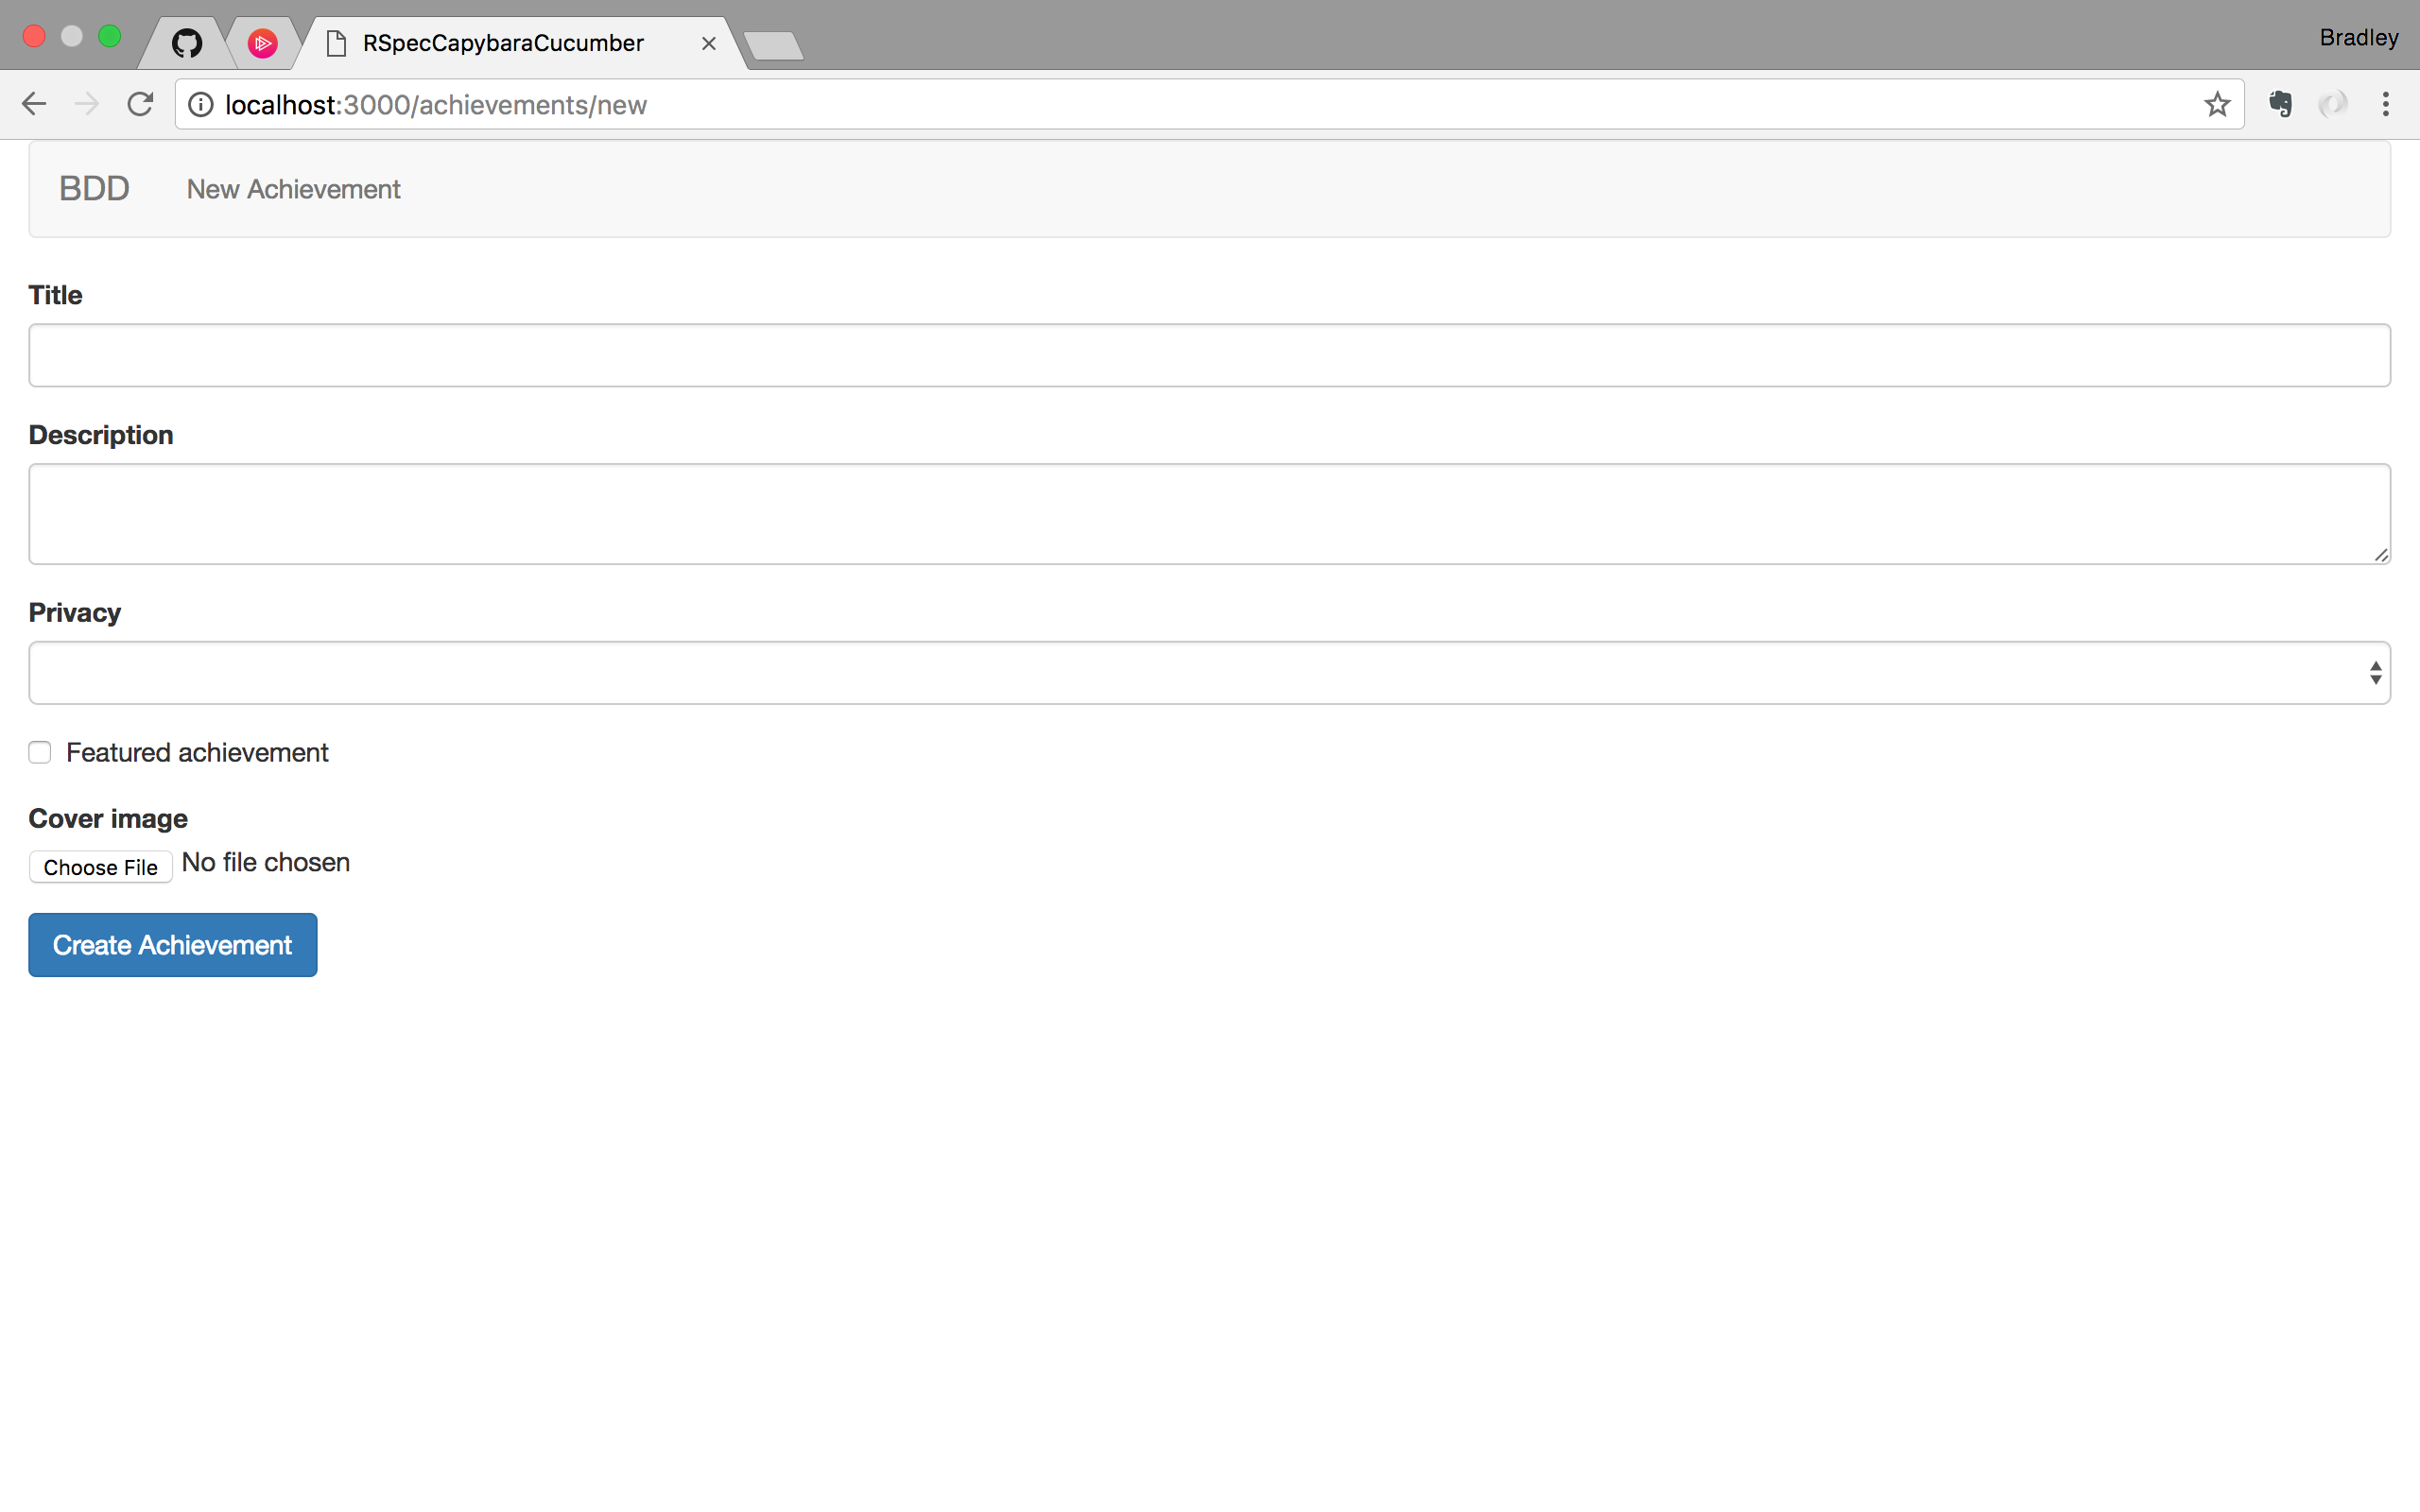 RSpecCapybaraCucumber
Bradley
localhost:3000/achievements/new
BDD New Achievement
Title
Description
Privacy
Featured achievement
Cover image
Choose File No file chosen
Create Achievement